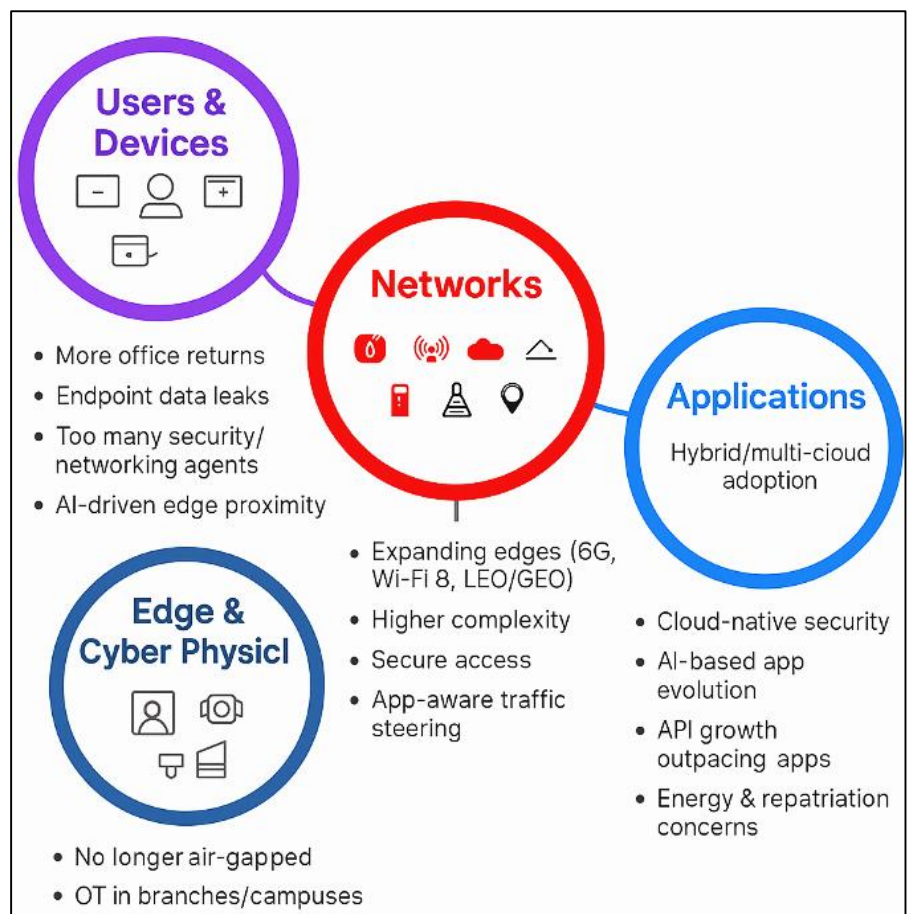 Users &
Devices
• More office returns
• Endpoint data leaks
• Too many security/
networking agents
• AI-driven edge proximity
Networks
• Expanding edges (6G,
Wi-Fi 8, LEO/GEO)
• Higher complexity
• Secure access
• App-aware traffic
steering
Applications
Hybrid/multi-cloud
adoption
• Cloud-native security
• AI-based app
evolution
• API growth
outpacing apps
• Energy & repatriation
concerns
Edge &
Cyber Physicl
• No longer air-gapped
• OT in branches/campuses